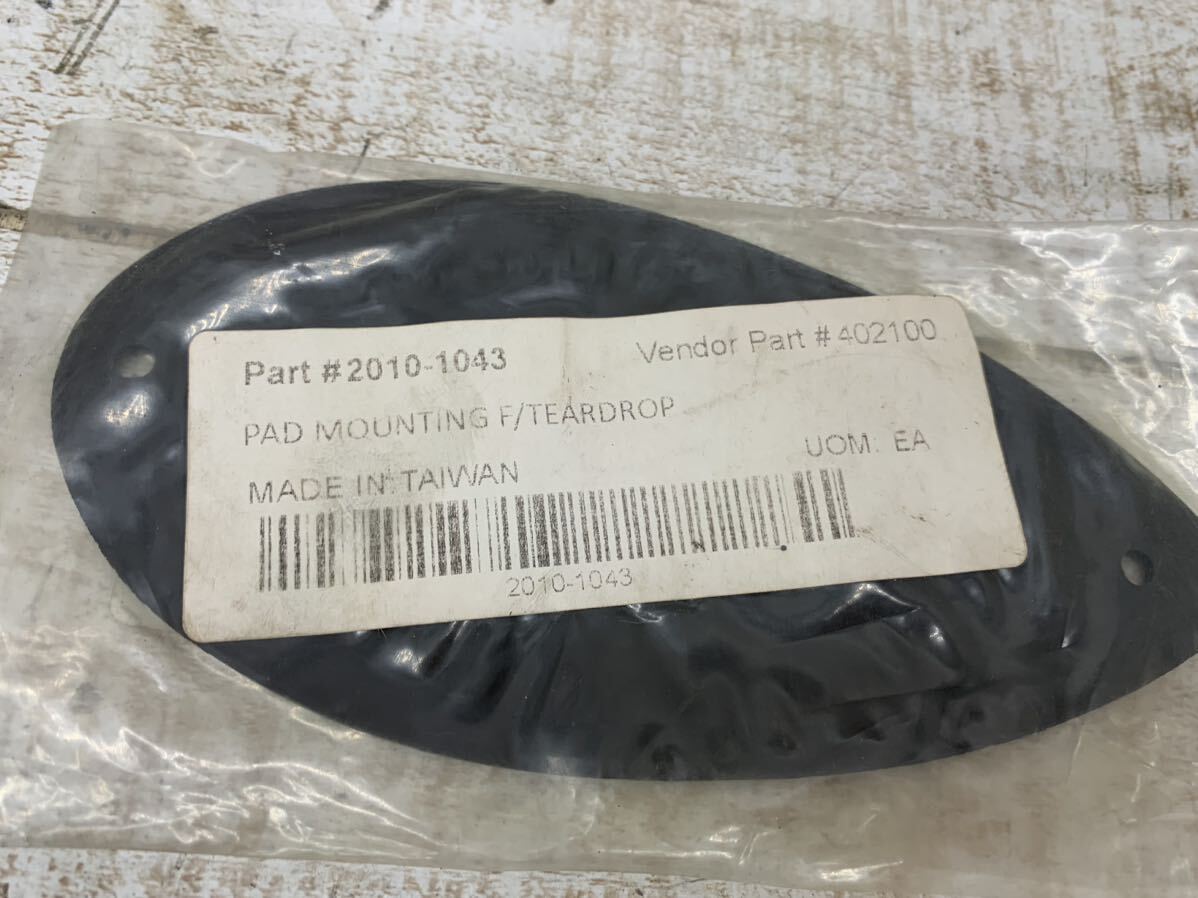 Part #2010-1043 Vendor Part #402100
PAD MOUNTING F/TEARDROP
MADE IN TAIWAN UOM: EA
2010-1043